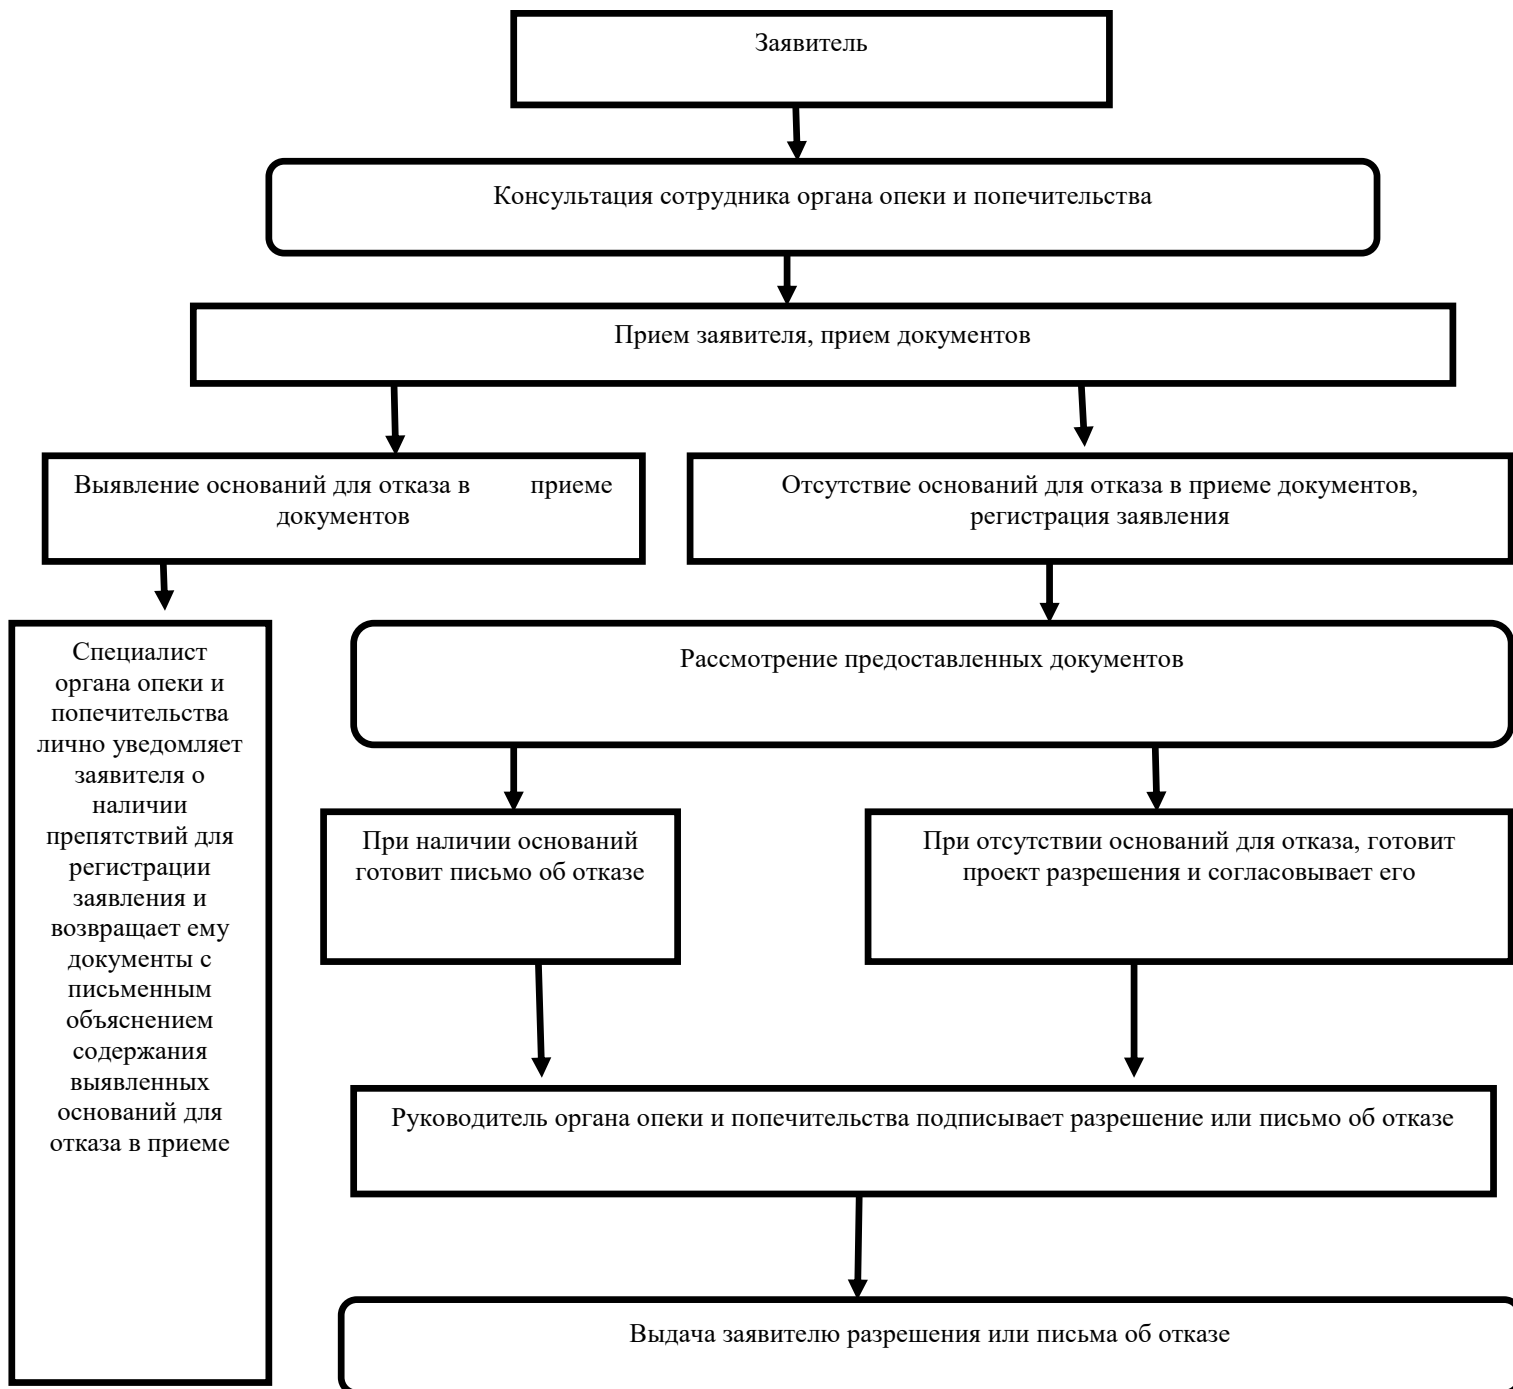 Заявитель
Консультация сотрудника органа опеки и попечительства
Прием заявителя, прием документов
Выявление оснований для отказа в приеме
документов
Отсутствие оснований для отказа в приеме документов,
регистрация заявления
Специалист
органа опеки и
попечительства
лично уведомляет
заявителя о
наличии
препятствий для
регистрации
заявления и
возвращает ему
документы с
письменным
объяснением
содержания
выявленных
оснований для
отказа в приеме
Рассмотрение предоставленных документов
При наличии оснований
готовит письмо об отказе
При отсутствии оснований для отказа, готовит
проект разрешения и согласовывает его
Руководитель органа опеки и попечительства подписывает разрешение или письмо об отказе
Выдача заявителю разрешения или письма об отказе